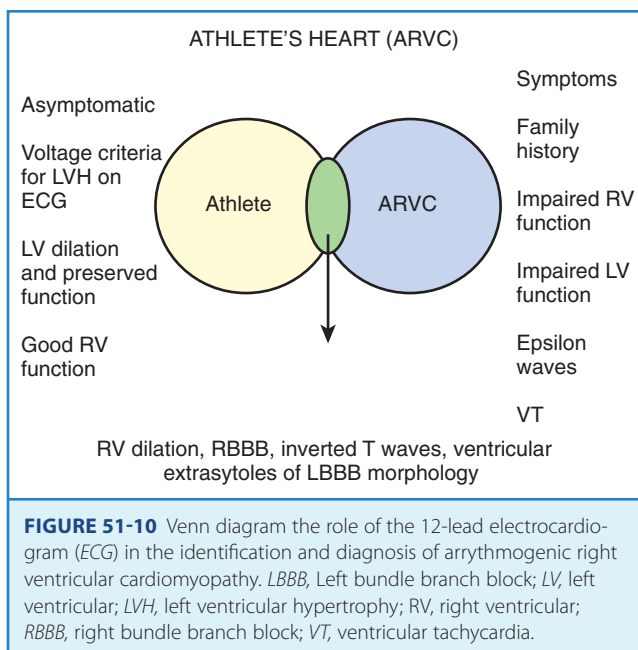 ATHLETE'S HEART (ARVC)
Asymptomatic
Voltage criteria
for LVH on
ECG
LV dilation
and preserved
function
Good RV
function
Athlete
ARVC
Symptoms
Family
history
Impaired RV
function
Impaired LV
function
Epsilon
waves
VT
RV dilation, RBBB, inverted T waves, ventricular
extrasytoles of LBBB morphology
FIGURE 51-10 Venn diagram the role of the 12-lead electrocardio-
gram (ECG) in the identification and diagnosis of arrythmogenic right
ventricular cardiomyopathy. LBBB, Left bundle branch block; LV, left
ventricular; LVH, left ventricular hypertrophy; RV, right ventricular;
RBBB, right bundle branch block; VT, ventricular tachycardia.